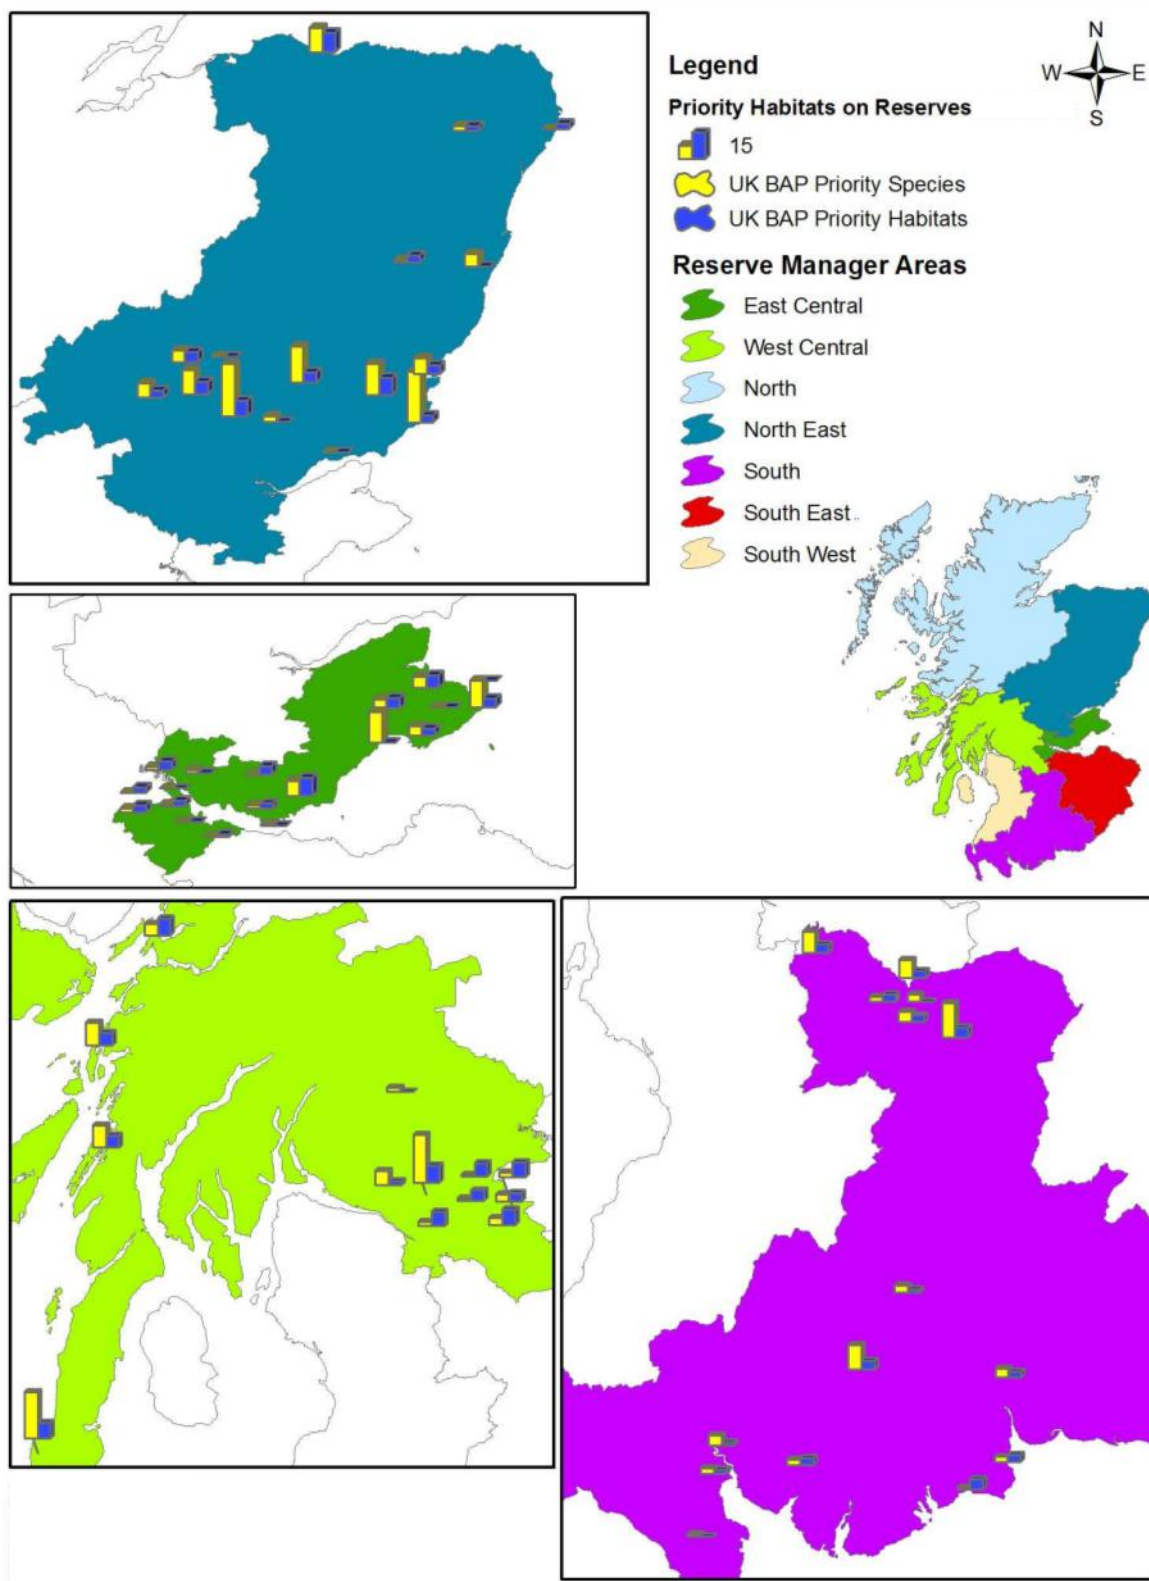 N
W E
S
Legend
Priority Habitats on Reserves
15
UK BAP Priority Species
UK BAP Priority Habitats
Reserve Manager Areas
East Central
West Central
North
North East
South
South East
South West